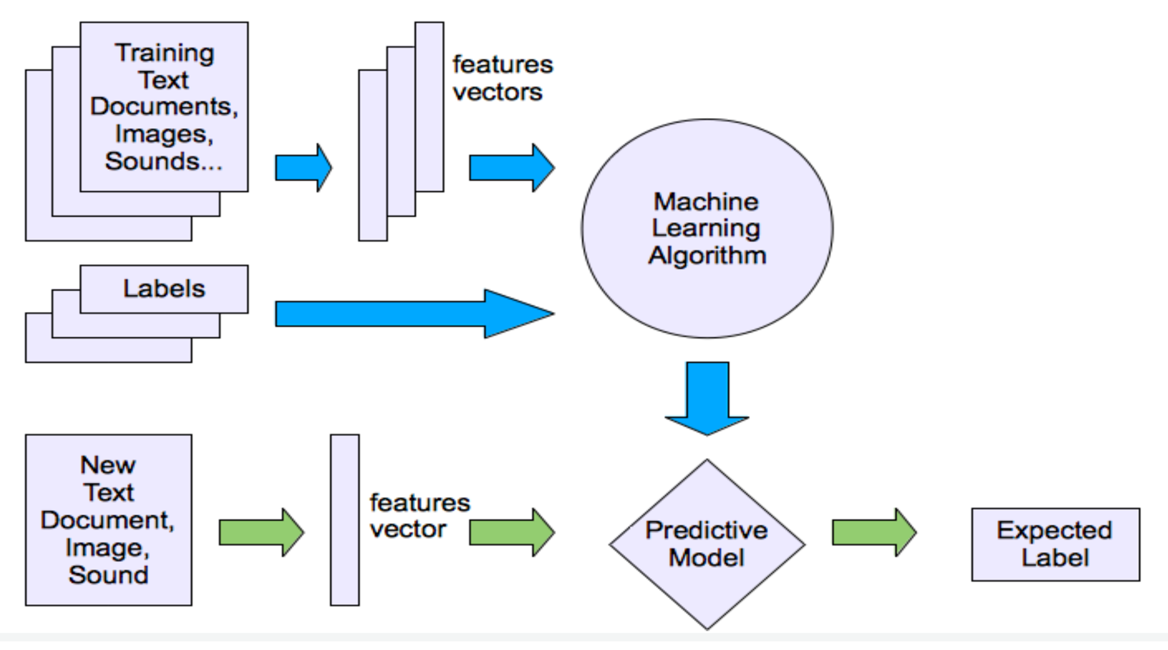 Training
Text
Documents,
Images,
Sounds...
features
vectors
Machine
Learning
Algorithm
Labels
New
Text
Document,
Image,
Sound
features
vector
Predictive
Model
Expected
Label